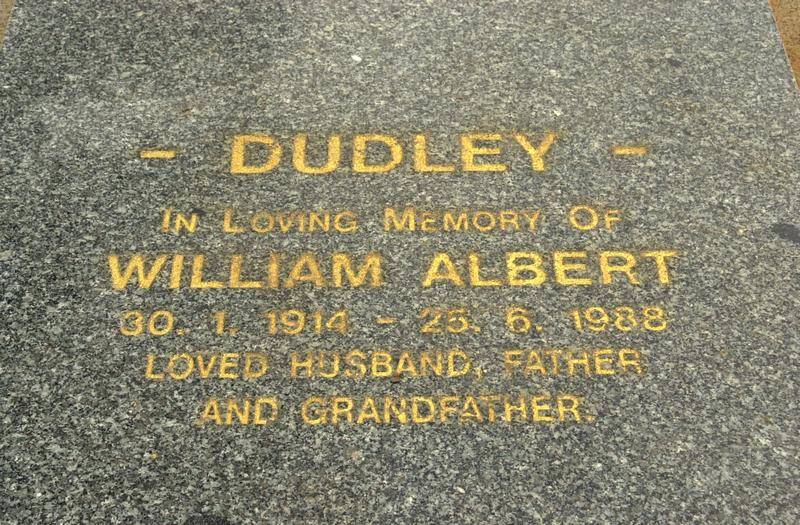 - DUDLEY -
IN LOVING MEMORY OF
WILLIAM ALBERT
30. 1. 1914 - 25. 6. 1988
LOVED HUSBAND, FATHER
AND GRANDFATHER.